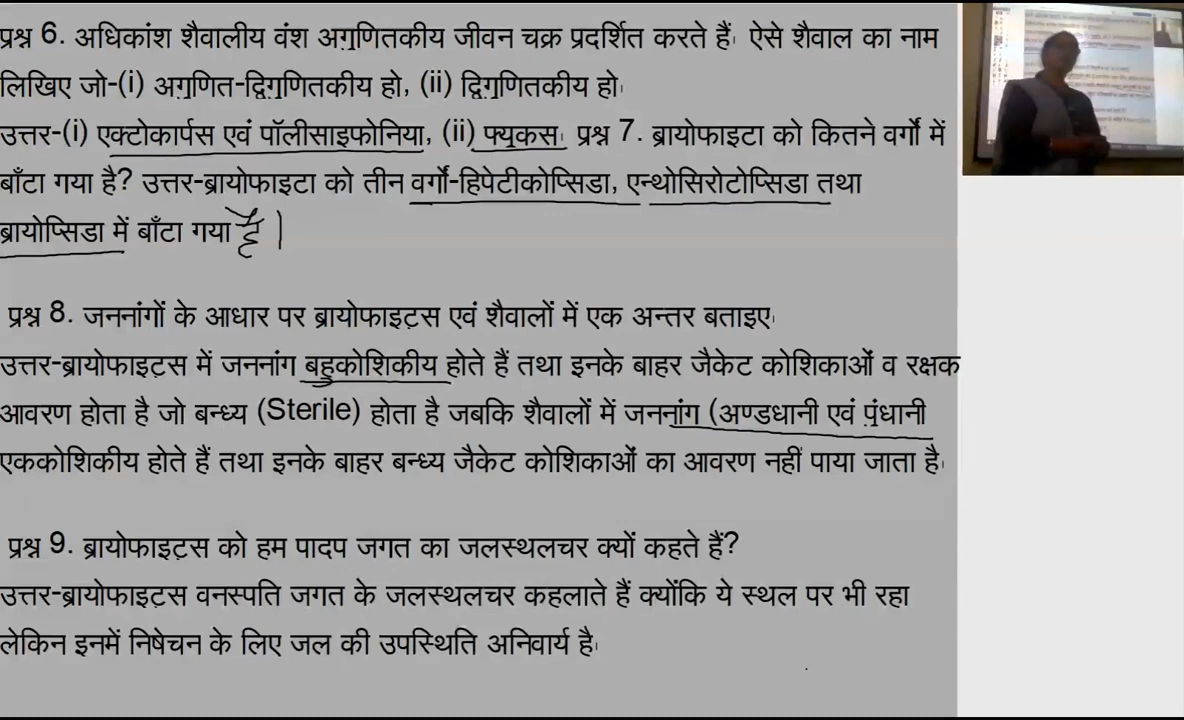 प्रश्न 6. अधिकांश शैवालीय वंश अगुणितकीय जीवन चक्र प्रदर्शित करते हैं। ऐसे शैवाल का नाम
लिखिए जो-(i) अगुणित-द्विगुणितकीय हो, (ii) द्विगुणितकीय हो।
उत्तर-(i) एक्टोकार्पस एवं पॉलीसाइफोनिया, (ii) फ्यूकस। प्रश्न 7. ब्रायोफाइटा को कितने वर्गों में
बाँटा गया है? उत्तर-ब्रायोफाइटा को तीन वर्गों-हिपेटीकोप्सिडा, एन्थोसिरोटोप्सिडा तथा
ब्रायोप्सिडा में बाँटा गया है |
प्रश्न 8. जननांगों के आधार पर ब्रायोफाइट्स एवं शैवालों में एक अन्तर बताइए।
उत्तर-ब्रायोफाइट्स में जननांग बहुकोशिकीय होते हैं तथा इनके बाहर जैकेट कोशिकाओं व रक्षक
आवरण होता है जो बन्ध्य (Sterile) होता है जबकि शैवालों में जननांग (अण्डधानी एवं पुंधानी
एककोशिकीय होते हैं तथा इनके बाहर बन्ध्य जैकेट कोशिकाओं का आवरण नहीं पाया जाता है।
प्रश्न 9. ब्रायोफाइट्स को हम पादप जगत का जलस्थलचर क्यों कहते हैं?
उत्तर-ब्रायोफाइटस वनस्पति जगत के जलस्थलचर कहलाते हैं क्योंकि ये स्थल पर भी रहा
लेकिन इनमें निषेचन के लिए जल की उपस्थिति अनिवार्य है।